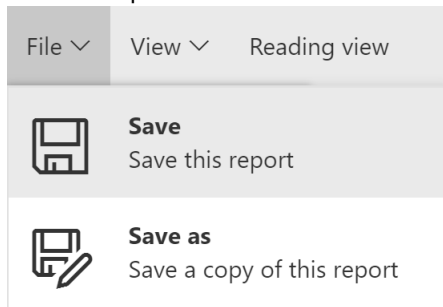 File View Reading view
Save
Save this report
Save as
Save a copy of this report